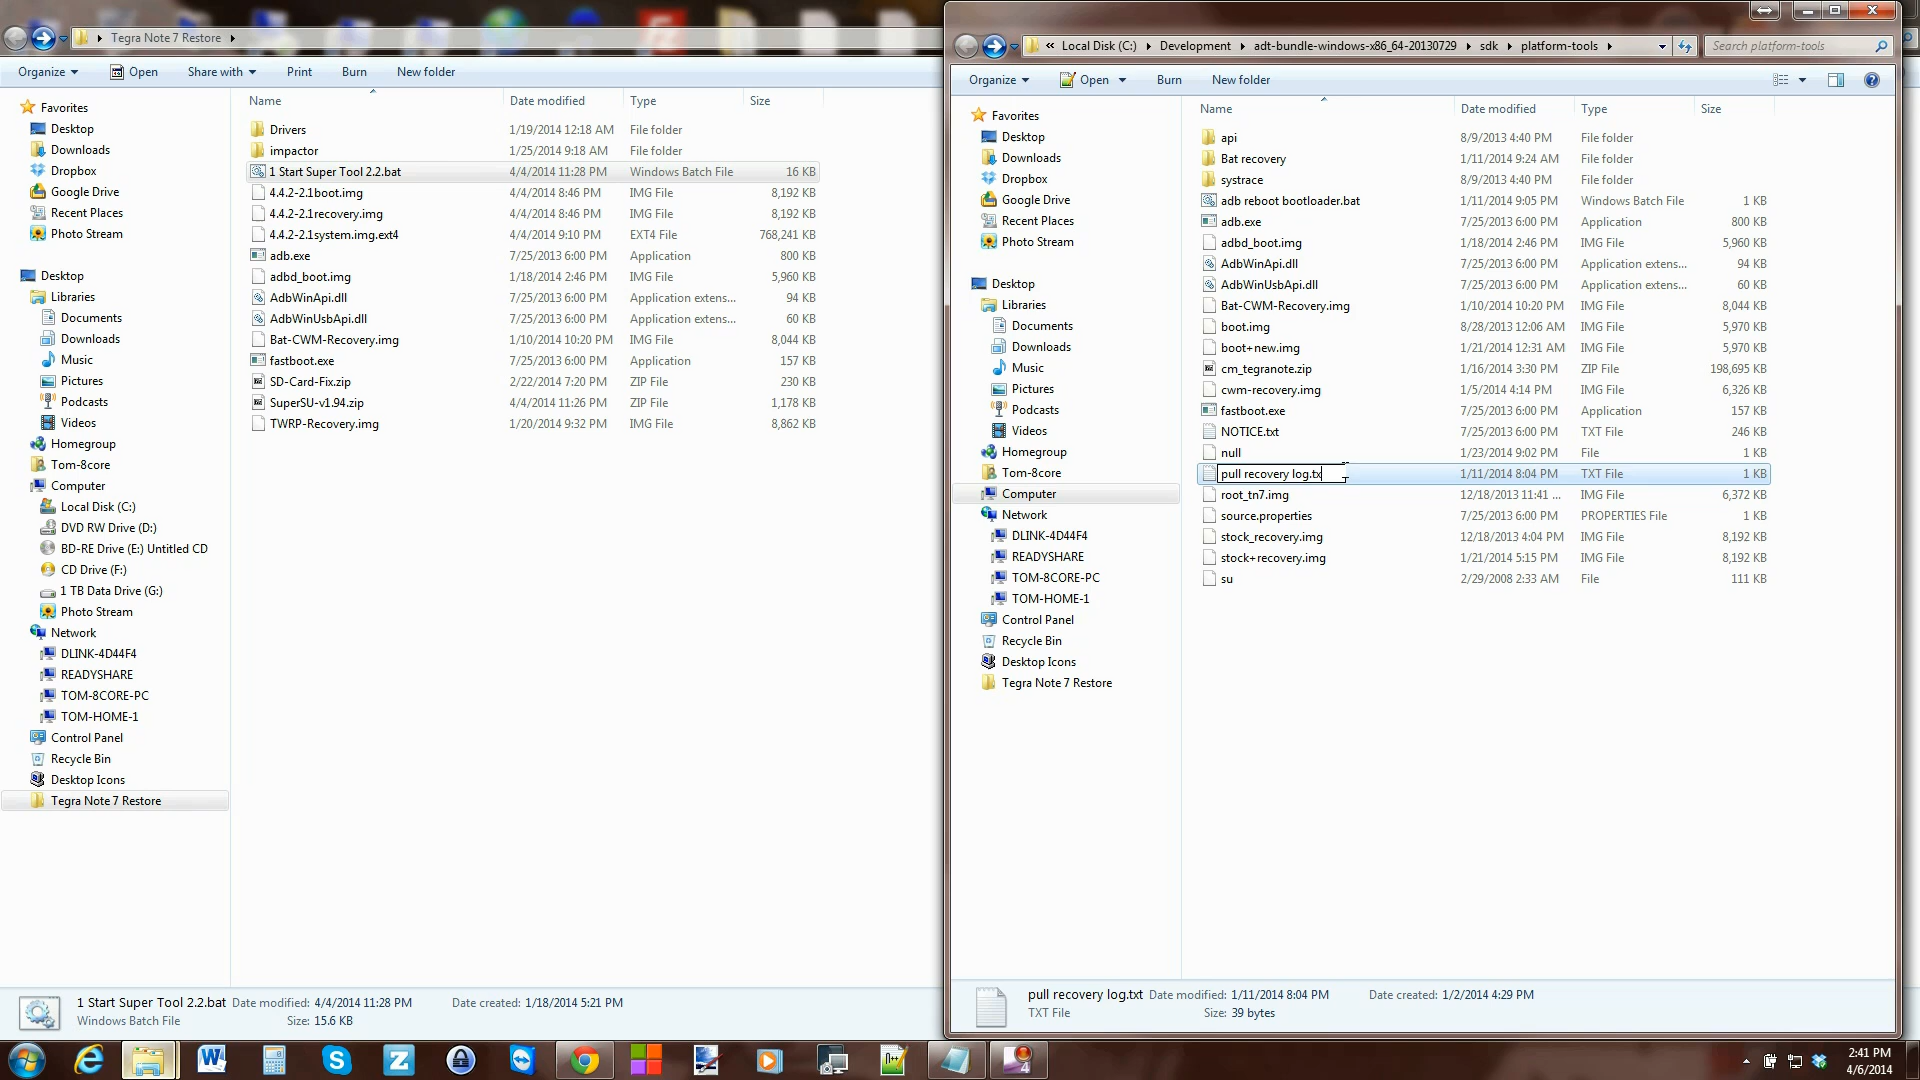 Tegra Note 7 Restore
Organize Open Share with Print Burn New folder
Name Date modified Type Size
Favorites
Desktop
Downloads
Dropbox
Google Drive
Recent Places
Photo Stream
Desktop
Libraries
Documents
Downloads
Music
Pictures
Podcasts
Videos
Homegroup
Tom-8core
Computer
Local Disk (C:)
DVD RW Drive (D:)
BD-RE Drive (E:) Untitled CD
CD Drive (F:)
1 TB Data Drive (G:)
Photo Stream
Network
DLINK-4D44F4
READYSHARE
TOM-8CORE-PC
TOM-HOME-1
Control Panel
Recycle Bin
Desktop Icons
Tegra Note 7 Restore
Drivers 1/19/2014 12:18 AM File folder
impactor 1/25/2014 9:18 AM File folder
1 Start Super Tool 2.2.bat 4/4/2014 11:28 PM Windows Batch File 16 KB
4.4.2-2.1boot.img 4/4/2014 8:46 PM IMG File 8,192 KB
4.4.2-2.1recovery.img 4/4/2014 8:46 PM IMG File 8,192 KB
4.4.2-2.1system.img.ext4 4/4/2014 9:10 PM EXT4 File 768,241 KB
adb.exe 7/25/2013 6:00 PM Application 800 KB
adbd_boot.img 1/18/2014 2:46 PM IMG File 5,960 KB
AdbWinApi.dll 7/25/2013 6:00 PM Application extens... 94 KB
AdbWinUsbApi.dll 7/25/2013 6:00 PM Application extens... 60 KB
Bat-CWM-Recovery.img 1/10/2014 10:20 PM IMG File 8,044 KB
fastboot.exe 7/25/2013 6:00 PM Application 157 KB
SD-Card-Fix.zip 2/22/2014 7:20 PM ZIP File 230 KB
SuperSU-v1.94.zip 4/4/2014 11:26 PM ZIP File 1,178 KB
TWRP-Recovery.img 1/20/2014 9:32 PM IMG File 8,862 KB
1 Start Super Tool 2.2.bat Date modified: 4/4/2014 11:28 PM Date created: 1/18/2014 5:21 PM
Windows Batch File Size: 15.6 KB
« Local Disk (C:) Development adt-bundle-windows-x86_64-20130729 sdk platform-tools Search platform-tools
Organize Open Burn New folder
Name Date modified Type Size
Favorites
Desktop
Downloads
Dropbox
Google Drive
Recent Places
Photo Stream
Desktop
Libraries
Documents
Downloads
Music
Pictures
Podcasts
Videos
Homegroup
Tom-8core
Computer
Network
DLINK-4D44F4
READYSHARE
TOM-8CORE-PC
TOM-HOME-1
Control Panel
Recycle Bin
Desktop Icons
Tegra Note 7 Restore
api 8/9/2013 4:40 PM File folder
Bat recovery 1/11/2014 9:24 AM File folder
systrace 8/9/2013 4:40 PM File folder
adb reboot bootloader.bat 1/11/2014 9:05 PM Windows Batch File 1 KB
adb.exe 7/25/2013 6:00 PM Application 800 KB
adbd_boot.img 1/18/2014 2:46 PM IMG File 5,960 KB
AdbWinApi.dll 7/25/2013 6:00 PM Application extens... 94 KB
AdbWinUsbApi.dll 7/25/2013 6:00 PM Application extens... 60 KB
Bat-CWM-Recovery.img 1/10/2014 10:20 PM IMG File 8,044 KB
boot.img 8/28/2013 12:06 AM IMG File 5,970 KB
boot+new.img 1/21/2014 12:31 AM IMG File 5,970 KB
cm_tegranote.zip 1/16/2014 3:30 PM ZIP File 198,695 KB
cwm-recovery.img 1/5/2014 4:14 PM IMG File 6,326 KB
fastboot.exe 7/25/2013 6:00 PM Application 157 KB
NOTICE.txt 7/25/2013 6:00 PM TXT File 246 KB
null 1/23/2014 9:02 PM File 1 KB
pull recovery log.tx 1/11/2014 8:04 PM TXT File 1 KB
root_tn7.img 12/18/2013 11:41 ... IMG File 6,372 KB
source.properties 7/25/2013 6:00 PM PROPERTIES File 1 KB
stock_recovery.img 12/18/2013 4:04 PM IMG File 8,192 KB
stock+recovery.img 1/21/2014 5:15 PM IMG File 8,192 KB
su 2/29/2008 2:33 AM File 111 KB
pull recovery log.txt Date modified: 1/11/2014 8:04 PM Date created: 1/2/2014 4:29 PM
TXT File Size: 39 bytes
2:41 PM
4/6/2014